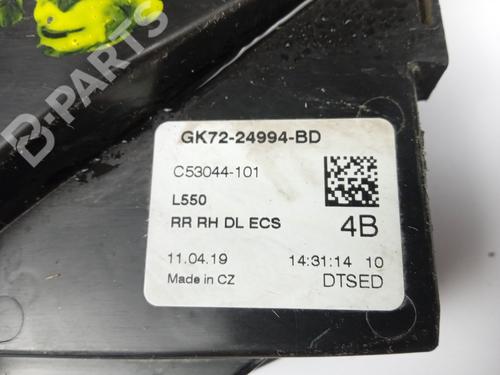 B-PARTS
GK72-24994-BD
C53044-101
L550
RR RH DL ECS 4B
11.04.19 14:31:14 10
Made in CZ DTSED